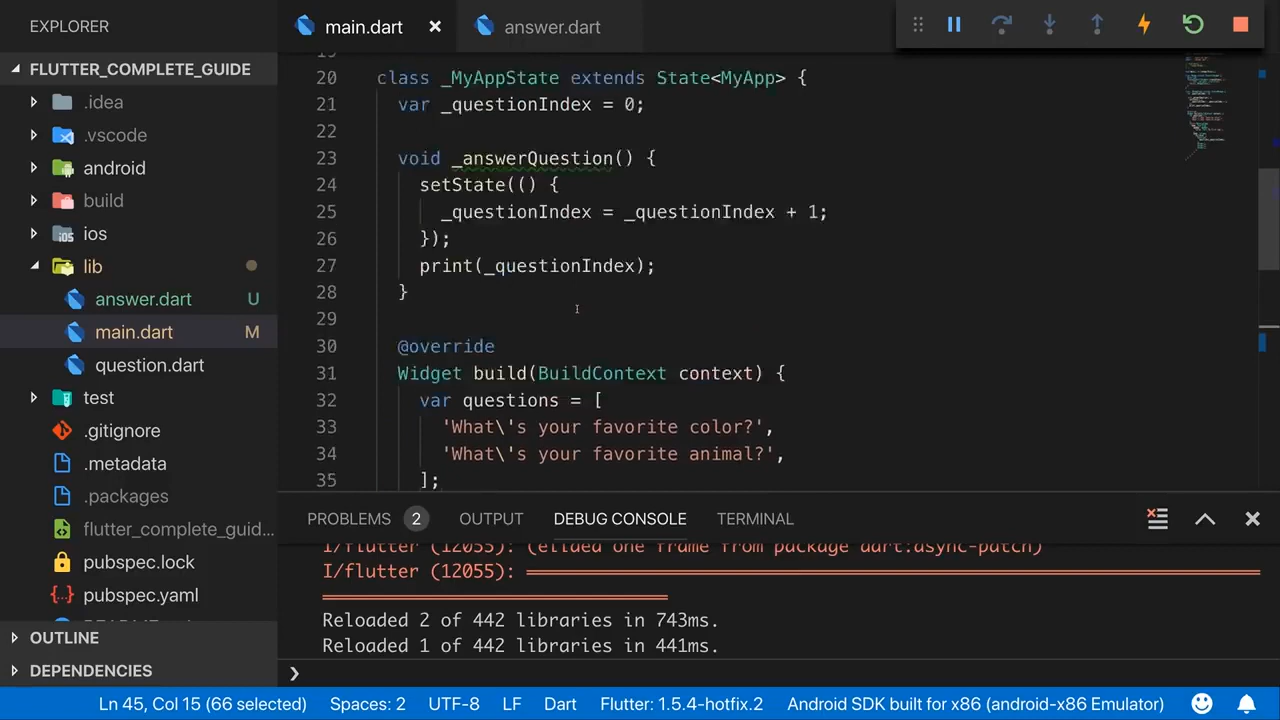 EXPLORER
main.dart
answer.dart
FLUTTER_COMPLETE_GUIDE
.idea
.vscode
android
build
ios
lib
answer.dart U
main.dart M
question.dart
test
.gitignore
.metadata
.packages
flutter_complete_guid...
pubspec.lock
pubspec.yaml
OUTLINE
DEPENDENCIES
20 class _MyAppState extends State<MyApp> {
21 var _questionIndex = 0;
22
23 void _answerQuestion() {
24 setState(() {
25 _questionIndex = _questionIndex + 1;
26 });
27 print(_questionIndex);
28 }
29
30 @override
31 Widget build(BuildContext context) {
32 var questions = [
33 'What\'s your favorite color?',
34 'What\'s your favorite animal?',
35 ];
PROBLEMS 2 OUTPUT DEBUG CONSOLE TERMINAL
I/flutter (12055): (elided one frame from package dart:async-patch)
I/flutter (12055): ════════════════════════════════════════
════════════════════
Reloaded 2 of 442 libraries in 743ms.
Reloaded 1 of 442 libraries in 441ms.
❯
Ln 45, Col 15 (66 selected) Spaces: 2 UTF-8 LF Dart Flutter: 1.5.4-hotfix.2 Android SDK built for x86 (android-x86 Emulator)